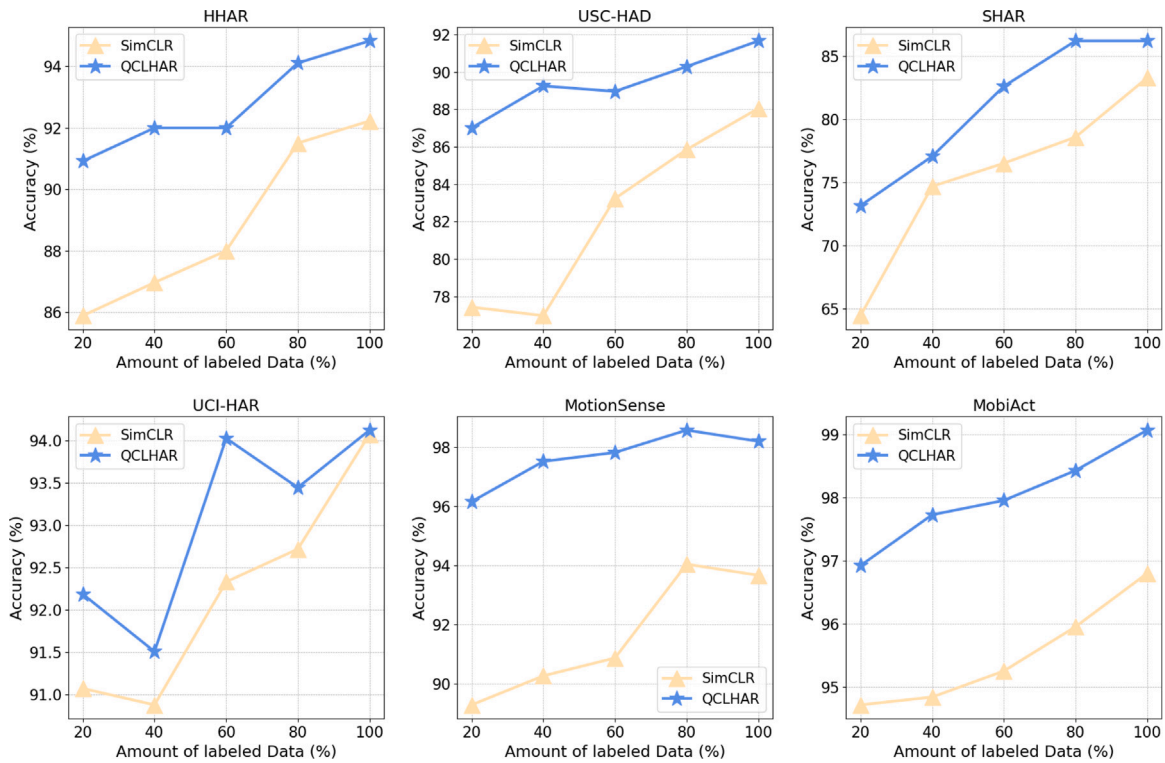 HHAR
SimCLR
QCLHAR
Accuracy (%)
94
92
90
88
86
20 40 60 80 100
Amount of labeled Data (%)
USC-HAD
SimCLR
QCLHAR
Accuracy (%)
92
90
88
86
84
82
80
78
20 40 60 80 100
Amount of labeled Data (%)
SHAR
SimCLR
QCLHAR
Accuracy (%)
85
80
75
70
65
20 40 60 80 100
Amount of labeled Data (%)
UCI-HAR
SimCLR
QCLHAR
Accuracy (%)
94.0
93.5
93.0
92.5
92.0
91.5
91.0
20 40 60 80 100
Amount of labeled Data (%)
MotionSense
Accuracy (%)
98
96
94
92
90
SimCLR
QCLHAR
20 40 60 80 100
Amount of labeled Data (%)
MobiAct
SimCLR
QCLHAR
Accuracy (%)
99
98
97
96
95
20 40 60 80 100
Amount of labeled Data (%)